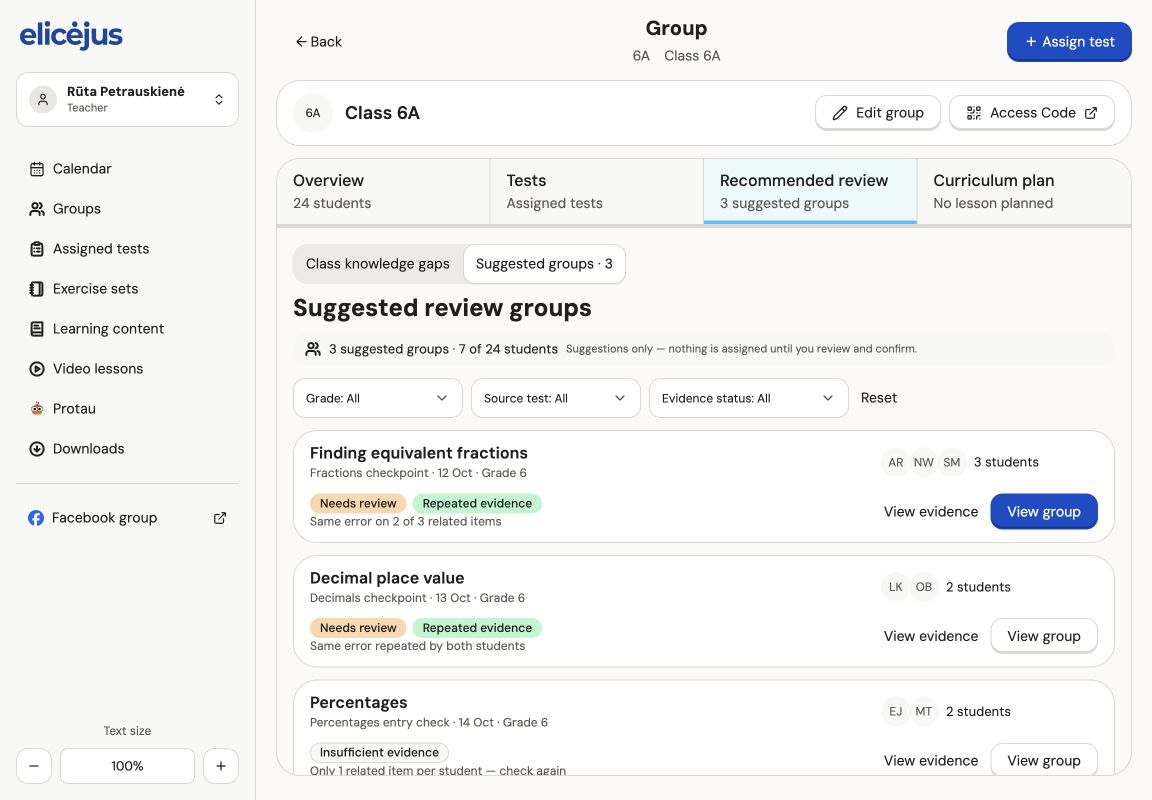 elicėjus
Rūta Petrauskienė
Teacher
Calendar
Groups
Assigned tests
Exercise sets
Learning content
Video lessons
Protau
Downloads
Facebook group
Text size
− 100% +
← Back
Group
6A Class 6A
+ Assign test
6A Class 6A
Edit group
Access Code
Overview
24 students
Tests
Assigned tests
Recommended review
3 suggested groups
Curriculum plan
No lesson planned
Class knowledge gaps
Suggested groups · 3
Suggested review groups
3 suggested groups · 7 of 24 students Suggestions only — nothing is assigned until you review and confirm.
Grade: All
Source test: All
Evidence status: All
Reset
Finding equivalent fractions
Fractions checkpoint · 12 Oct · Grade 6
Needs review Repeated evidence
Same error on 2 of 3 related items
AR NW SM 3 students
View evidence View group
Decimal place value
Decimals checkpoint · 13 Oct · Grade 6
Needs review Repeated evidence
Same error repeated by both students
LK OB 2 students
View evidence View group
Percentages
Percentages entry check · 14 Oct · Grade 6
Insufficient evidence
Only 1 related item per student — check again
EJ MT 2 students
View evidence View group